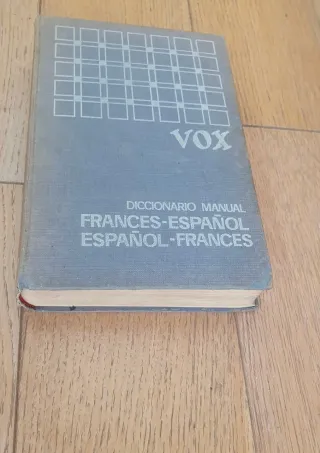 VOX
DICCIONARIO MANUAL
FRANCES-ESPAÑOL
ESPAÑOL-FRANCES